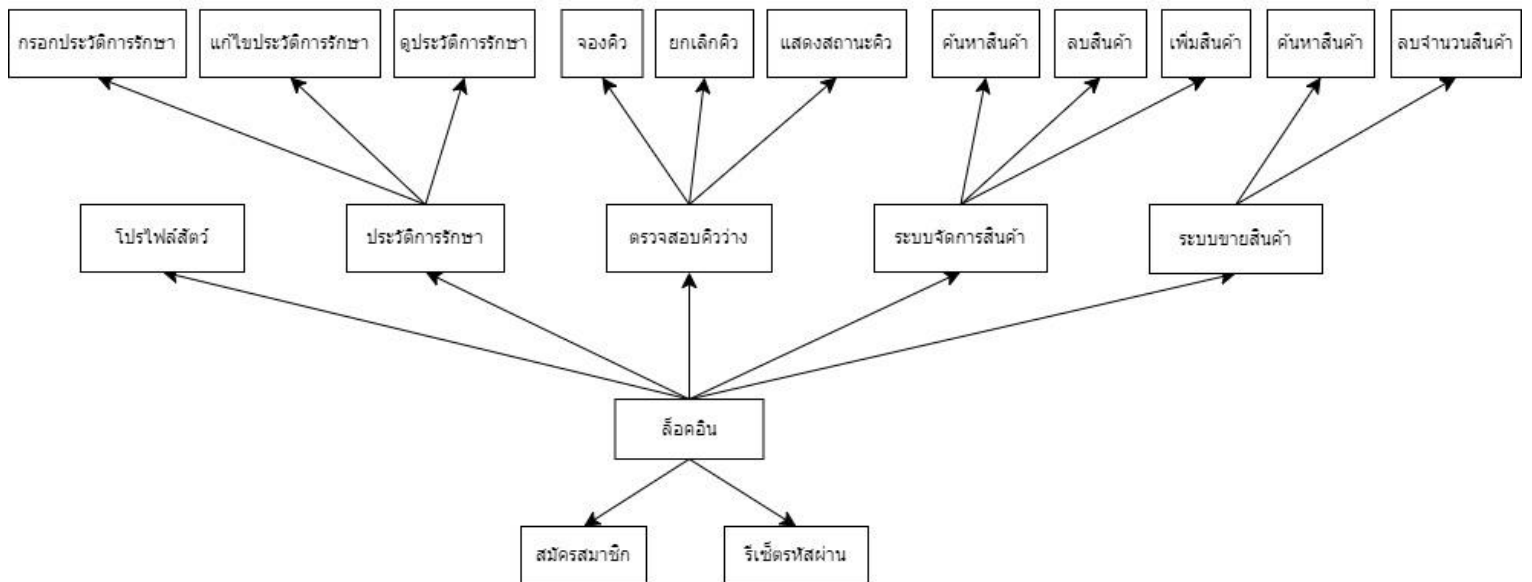 กรอกประวัติการรักษา
แก้ไขประวัติการรักษา
ดูประวัติการรักษา
จองคิว
ยกเลิกคิว
แสดงสถานะคิว
ค้นหาสินค้า
ลบสินค้า
เพิ่มสินค้า
ค้นหาสินค้า
ลบจำนวนสินค้า
โปรไฟล์สัตว์
ประวัติการรักษา
ตรวจสอบคิวว่าง
ระบบจัดการสินค้า
ระบบขายสินค้า
ล็อคอิน
สมัครสมาชิก
รีเซ็ตรหัสผ่าน